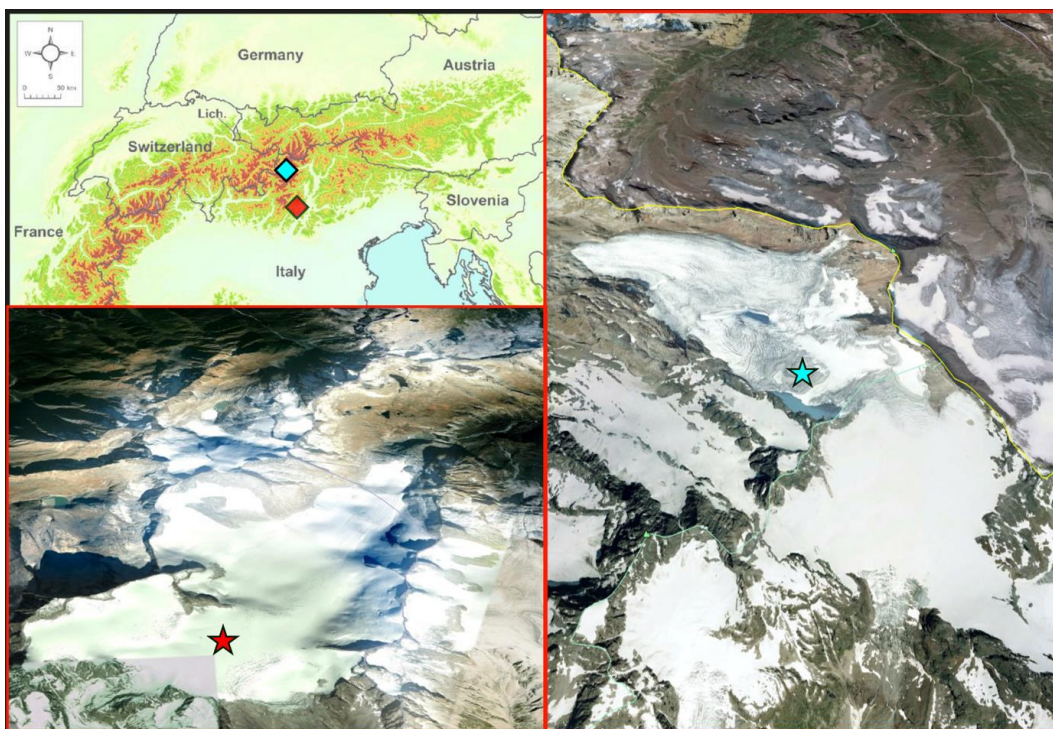 N
W E
S
0 50 km
Germany
Austria
Lich.
Switzerland
Slovenia
France
Italy